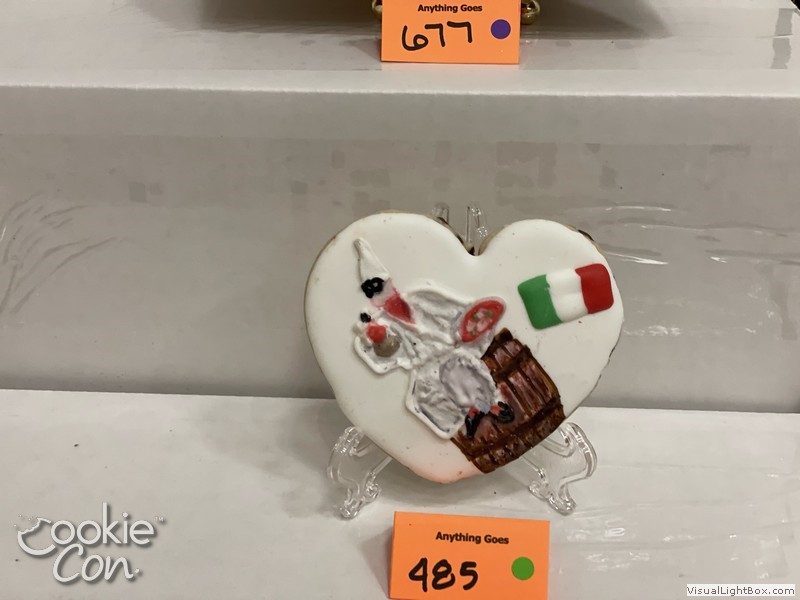 Anything Goes
677
Cookie
Con
Anything Goes
485
VisualLightBox.com